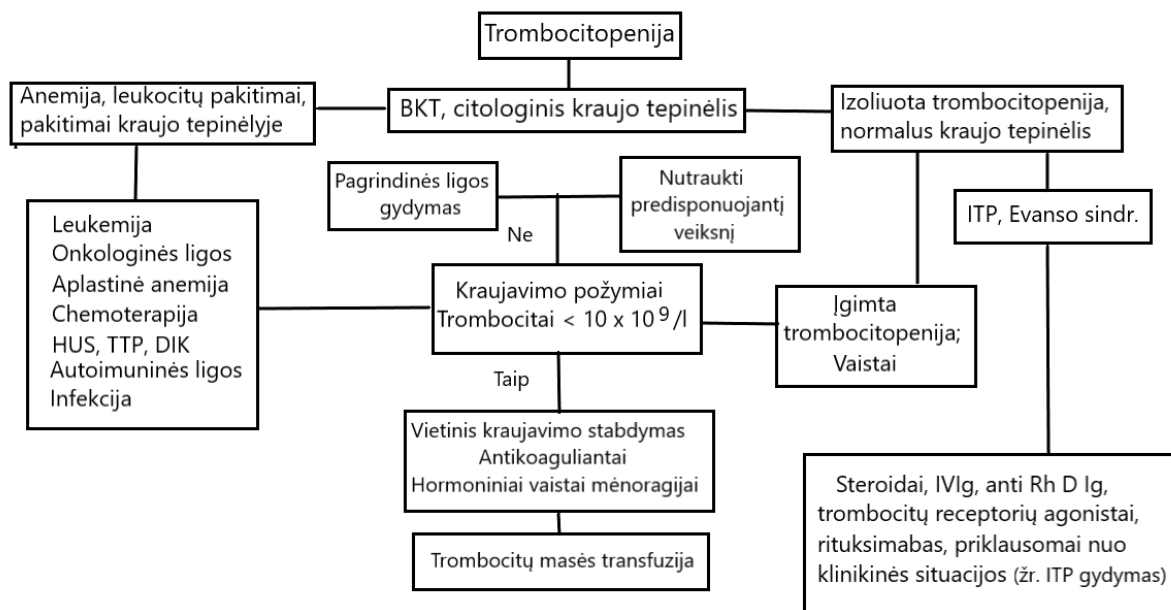 Trombocitopenija
Anemija, leukocitų pakitimai,
pakitimai kraujo tepinėlyje
BKT, citologinis kraujo tepinėlis
Izoliuota trombocitopenija,
normalus kraujo tepinėlis
Pagrindinės ligos
gydymas
Nutraukti
predisponuojantį
veiksnį
Ne
ITP, Evanso sindr.
Leukemija
Onkologinės ligos
Aplastinė anemija
Chemoterapija
HUS, TTP, DIK
Autoimuninės ligos
Infekcija
Kraujavimo požymiai
Trombocitai < 10 x 10⁹/l
Įgimta
trombocitopenija;
Vaistai
Taip
Vietinis kraujavimo stabdymas
Antikoaguliantai
Hormoniniai vaistai mėnoragijai
Trombocitų masės transfuzija
Steroidai, IVIg, anti Rh D Ig,
trombocitų receptorių agonistai,
rituksimabas, priklausomai nuo
klinikinės situacijos (žr. ITP gydymas)